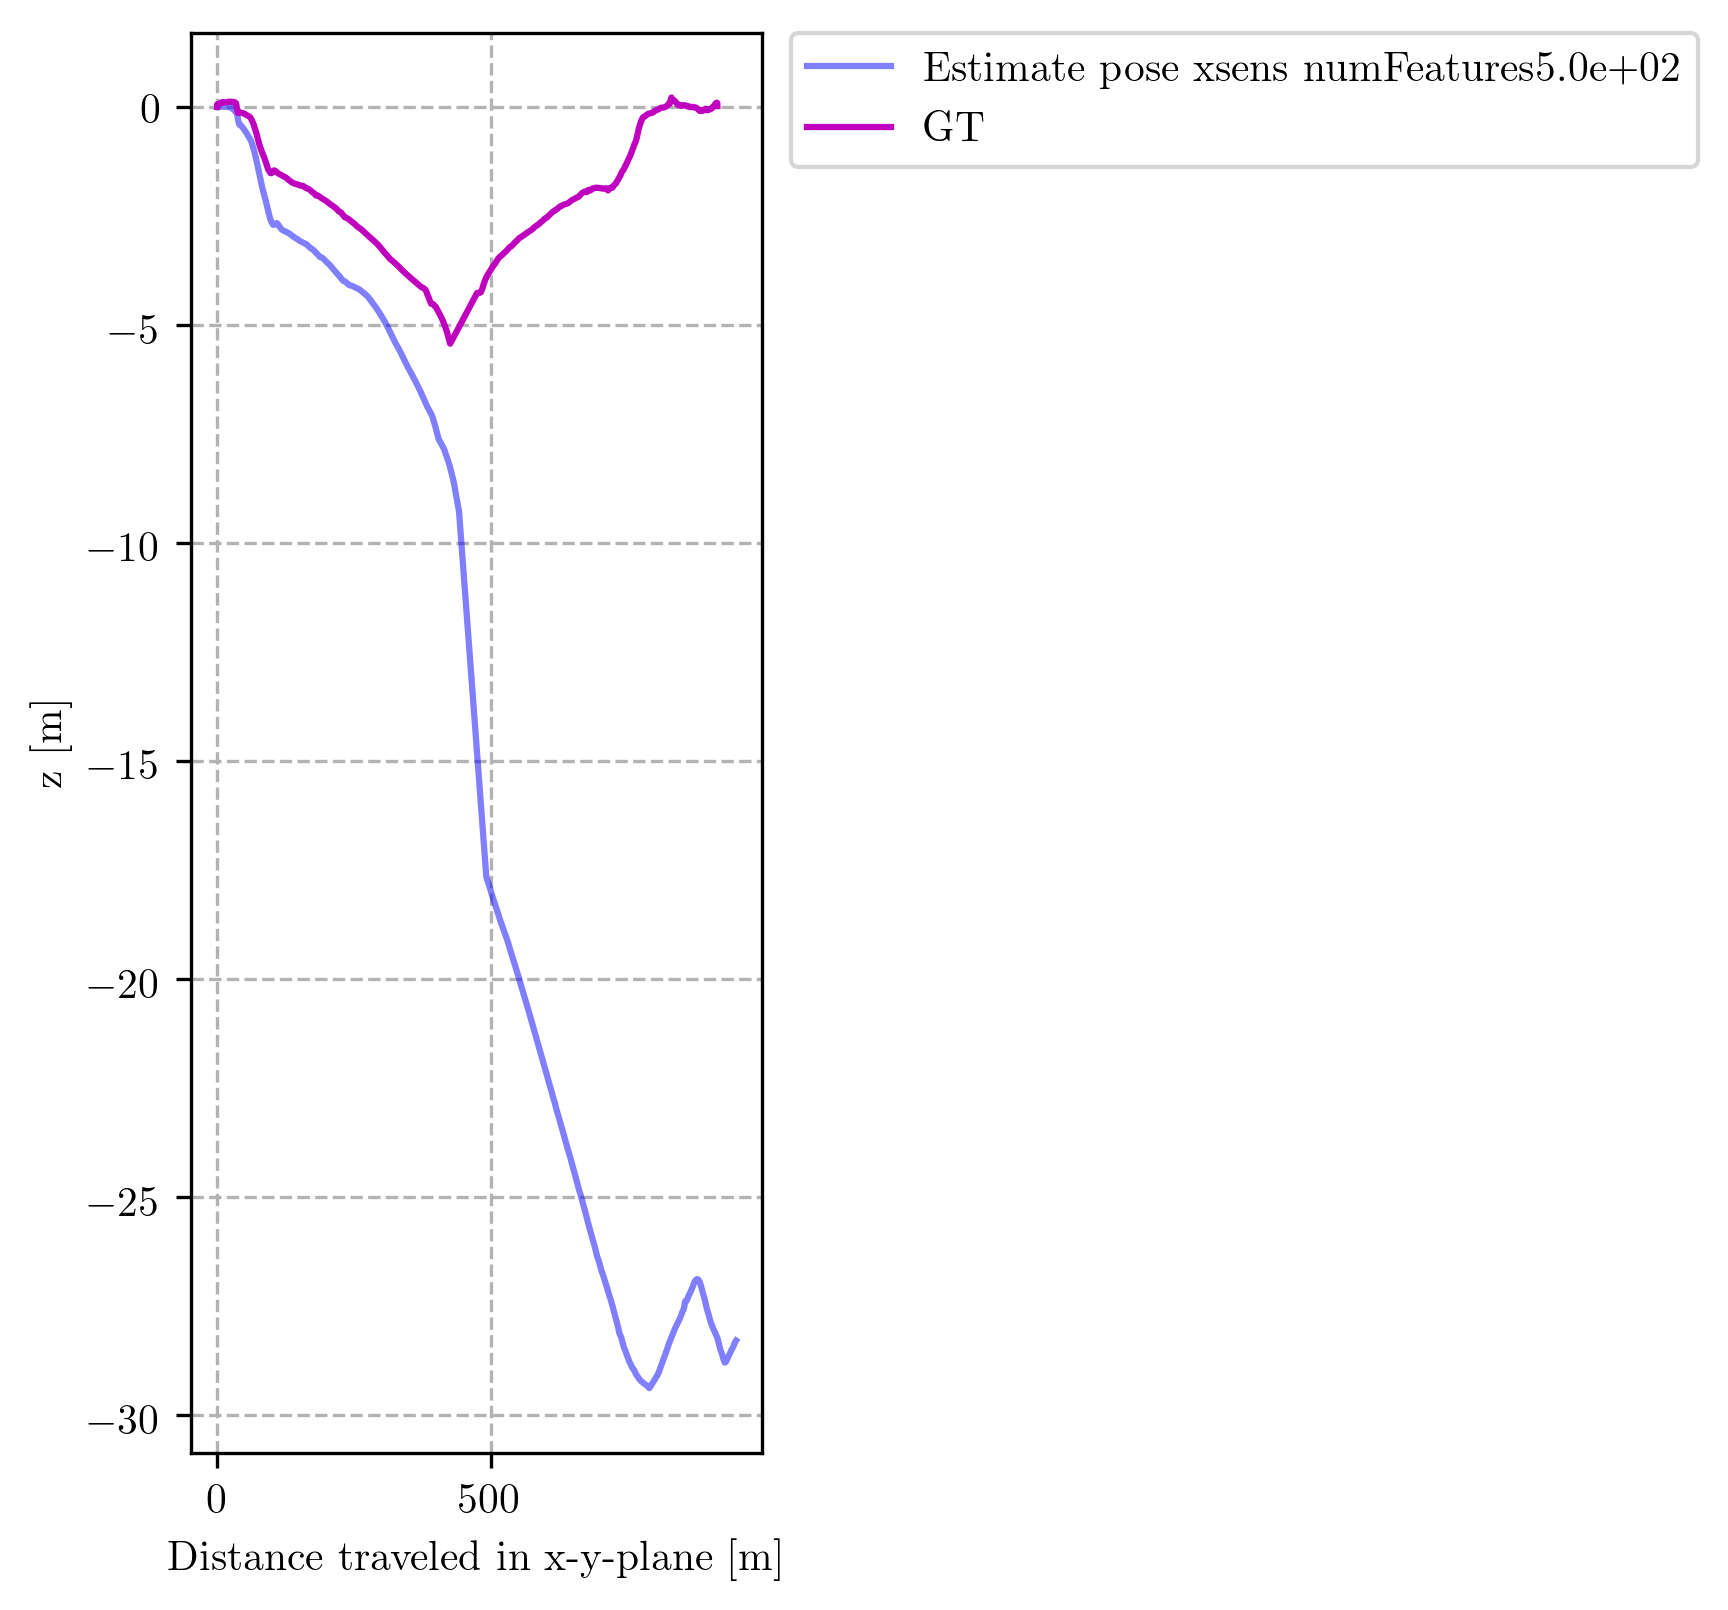 Estimate pose xsens numFeatures5.0e+02
GT
0
−5
−10
−15
−20
−25
−30
z [m]
0 500
Distance traveled in x-y-plane [m]